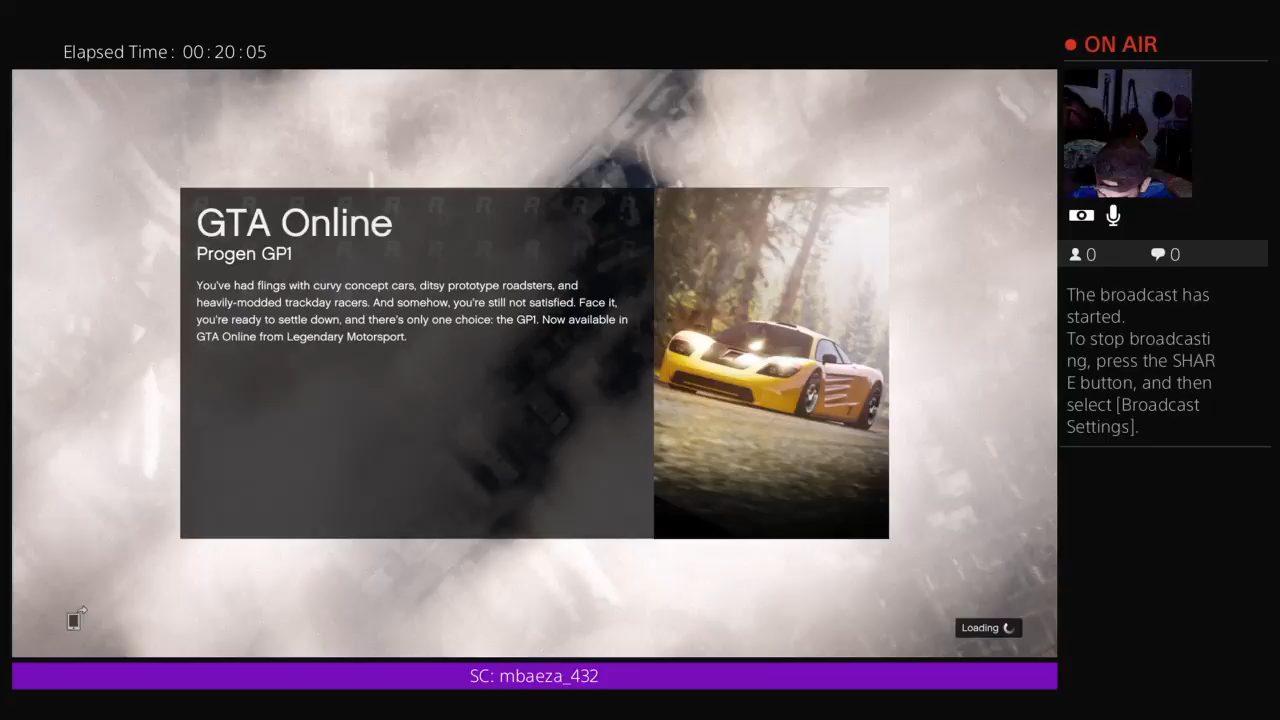 Elapsed Time: 00:20:05
ON AIR
GTA Online
Progen GP1
You've had flings with curvy concept cars, ditsy prototype roadsters, and
heavily-modded trackday racers. And somehow, you're still not satisfied. Face it,
you're ready to settle down, and there's only one choice: the GP1. Now available in
GTA Online from Legendary Motorsport.
0
0
The broadcast has
started.
To stop broadcasti
ng, press the SHAR
E button, and then
select [Broadcast
Settings].
Loading
SC: mbaeza_432